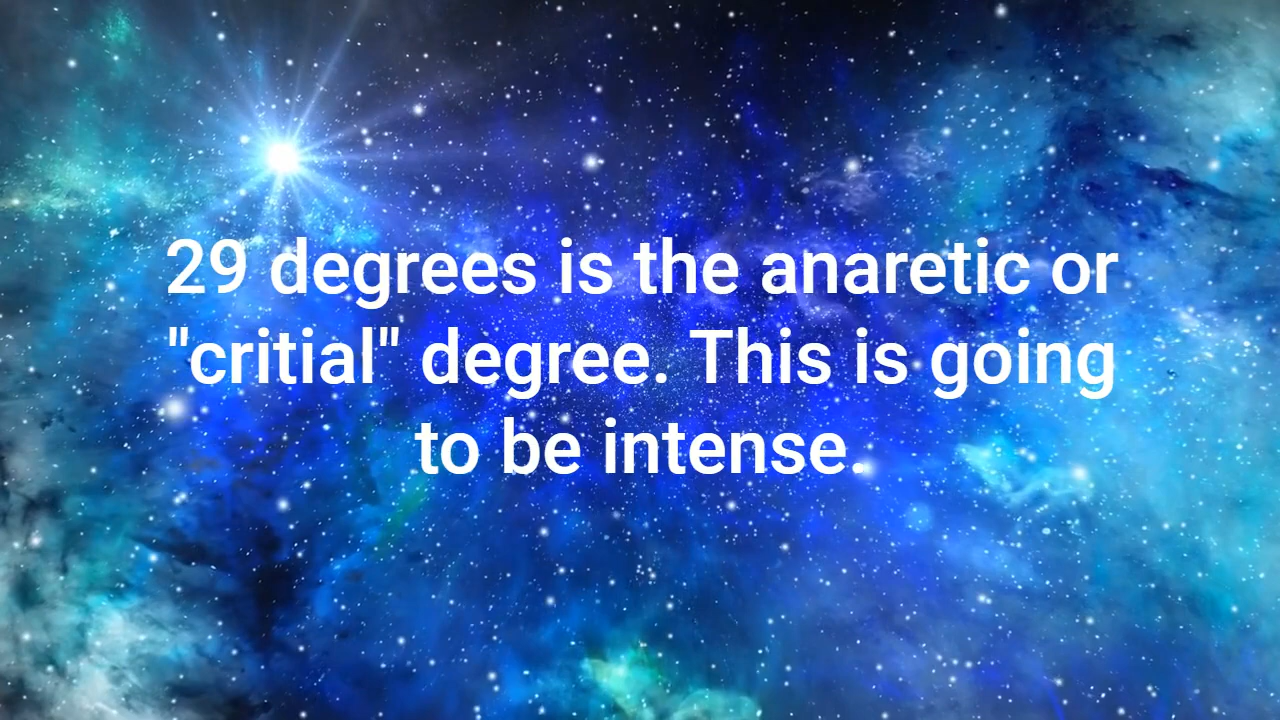 29 degrees is the anaretic or
"critial" degree. This is going
to be intense.